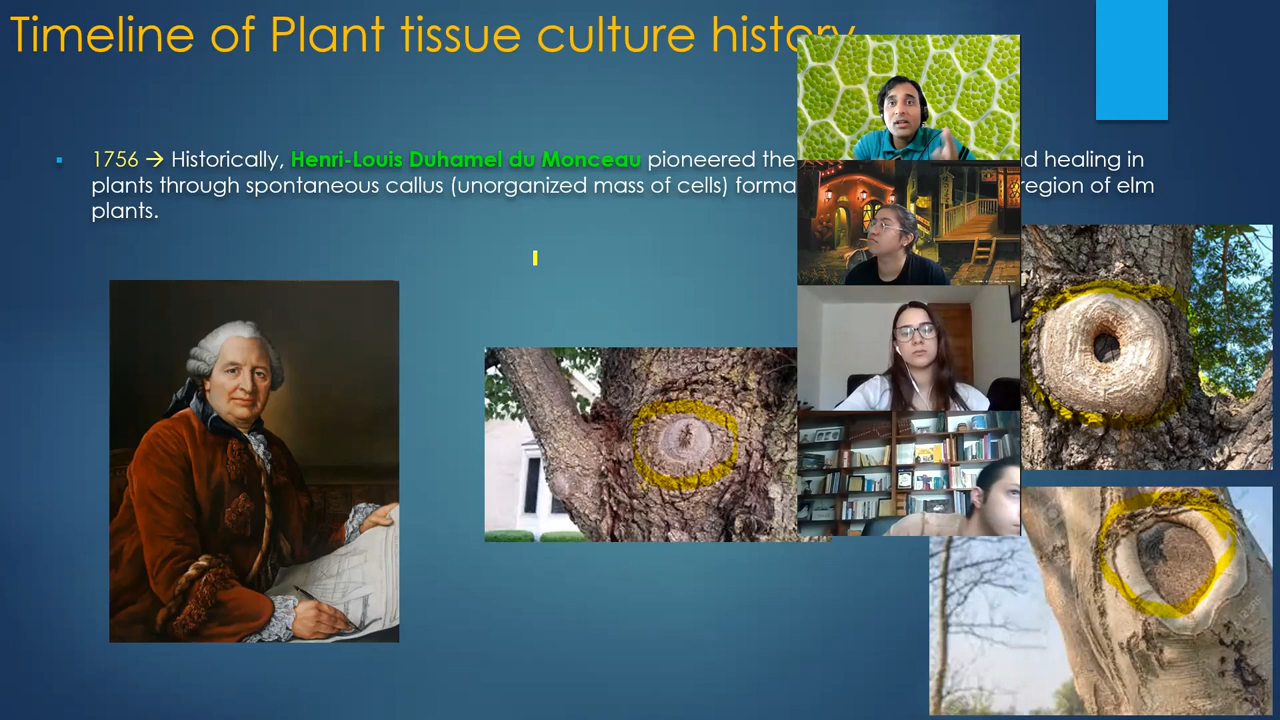 Timeline of Plant tissue culture history
1756 → Historically, Henri-Louis Duhamel du Monceau pioneered the healing in
plants through spontaneous callus (unorganized mass of cells) region of elm
plants.